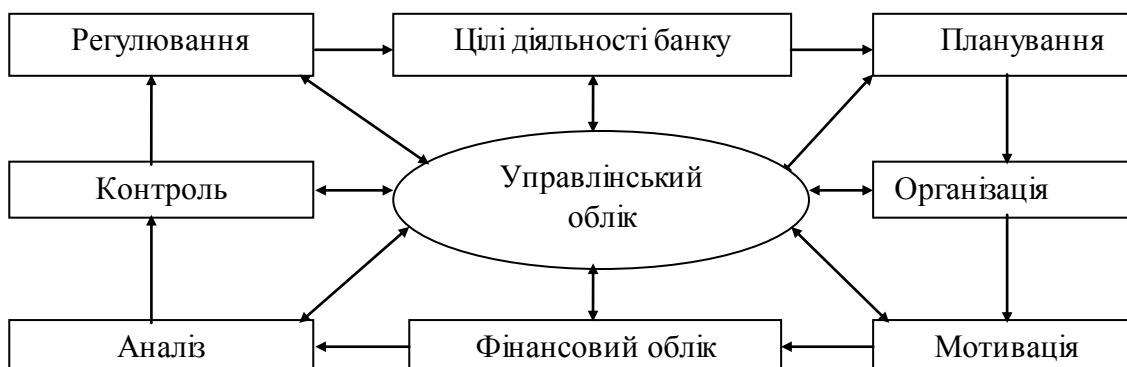 Регулювання
Цілі діяльності банку
Планування
Управлінський
облік
Контроль
Організація
Аналіз
Фінансовий облік
Мотивація